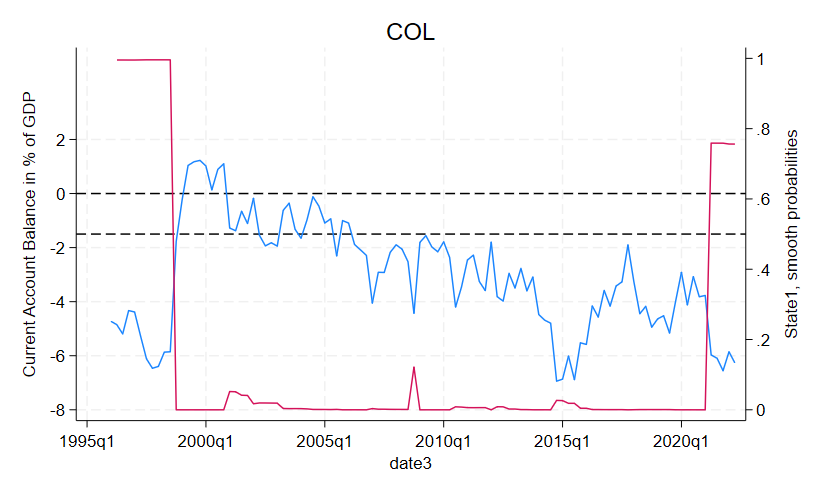 COL
Current Account Balance in % of GDP
2
0
-2
-4
-6
-8
1995q1
2000q1
2005q1
2010q1
2015q1
2020q1
date3
1
.8
.6
.4
.2
0
State1, smooth probabilities